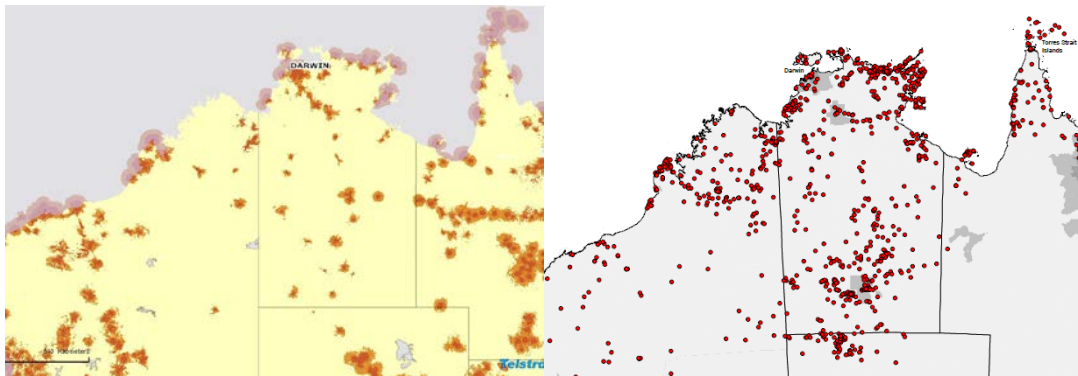 DARWIN
Telstra
Darwin
Torres Strait
Islands